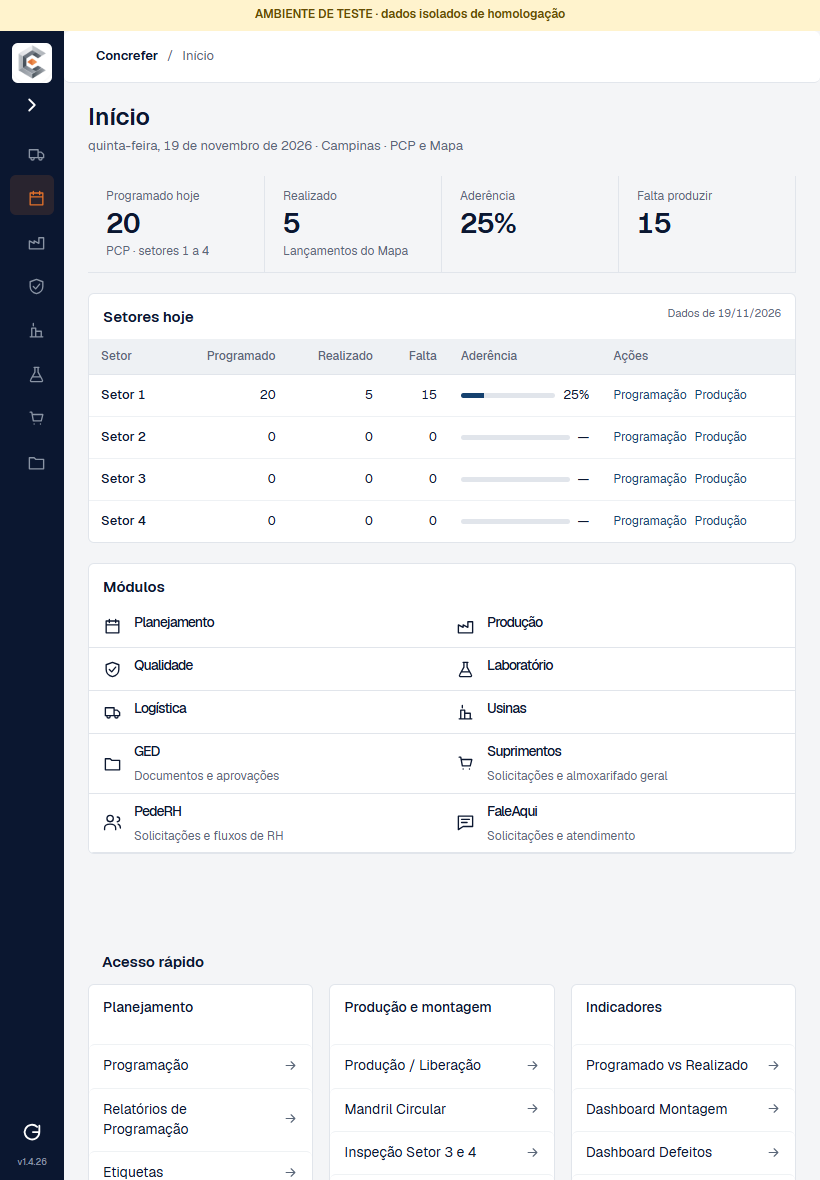 AMBIENTE DE TESTE · dados isolados de homologação
Concrefer / Início
Início
quinta-feira, 19 de novembro de 2026 · Campinas · PCP e Mapa
Programado hoje
20
PCP · setores 1 a 4
Realizado
5
Lançamentos do Mapa
Aderência
25%
Falta produzir
15
Setores hoje
Dados de 19/11/2026
Setor Programado Realizado Falta Aderência Ações
Setor 1 20 5 15 25% Programação Produção
Setor 2 0 0 0 — Programação Produção
Setor 3 0 0 0 — Programação Produção
Setor 4 0 0 0 — Programação Produção
Módulos
Planejamento
Produção
Qualidade
Laboratório
Logística
Usinas
GED
Documentos e aprovações
Suprimentos
Solicitações e almoxarifado geral
PedeRH
Solicitações e fluxos de RH
FaleAqui
Solicitações e atendimento
Acesso rápido
Planejamento
Programação →
Relatórios de
Programação →
Etiquetas →
Produção e montagem
Produção / Liberação →
Mandril Circular →
Inspeção Setor 3 e 4 →
Indicadores
Programado vs Realizado →
Dashboard Montagem →
Dashboard Defeitos →
v1.4.26